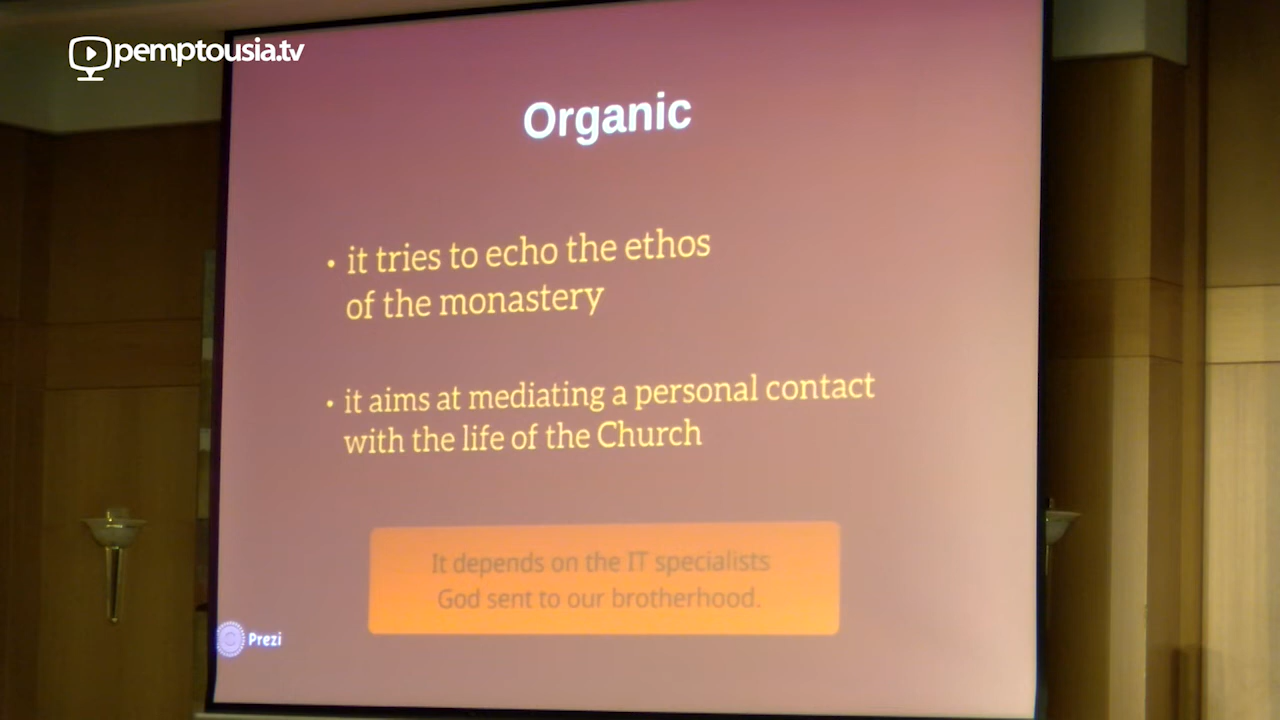 pemptousia.tv
Organic
• it tries to echo the ethos
of the monastery
• it aims at mediating a personal contact
with the life of the Church
It depends on the IT specialists
God sent to our brotherhood.
Prezi